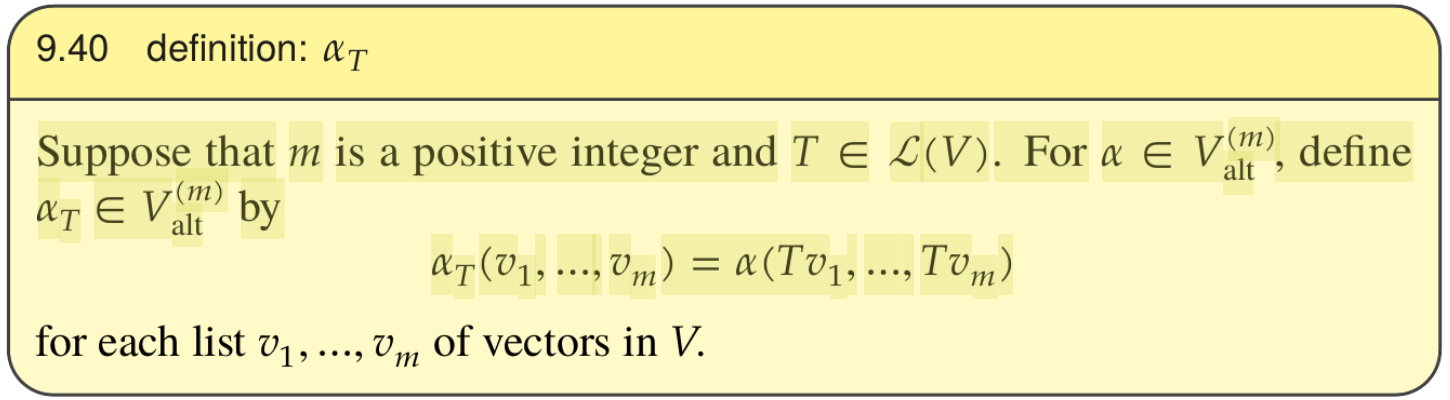 9.40 definition: α_T
Suppose that m is a positive integer and T ∈ ℒ(V). For α ∈ V_alt^(m), define
α_T ∈ V_alt^(m) by
α_T(v_1, ..., v_m) = α(Tv_1, ..., Tv_m)
for each list v_1, ..., v_m of vectors in V.